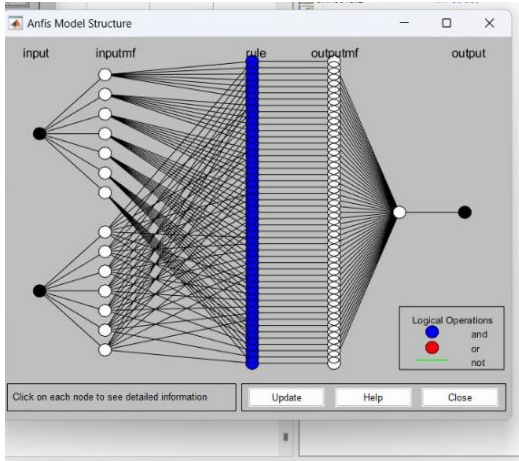 Anfis Model Structure
input inputmf rule outputmf output
Logical Operations
and
or
not
Click on each node to see detailed information
Update Help Close